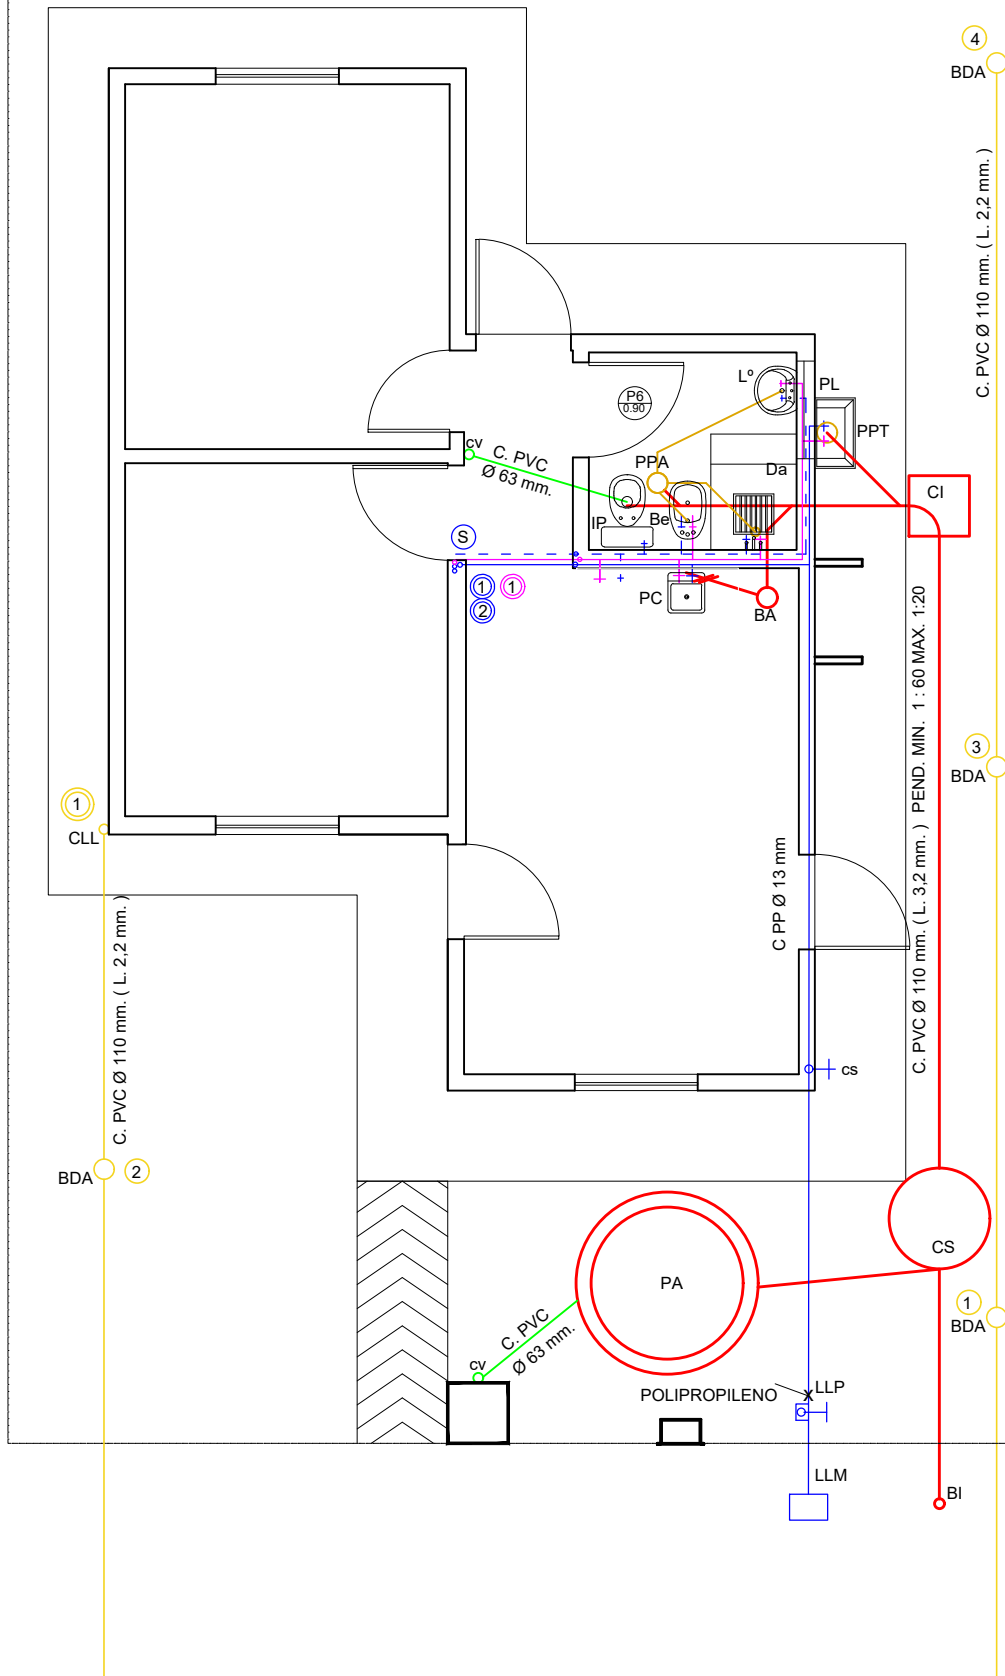 4
BDA
C. PVC Ø 110 mm. ( L. 2,2 mm. )
Lº
PL
P6
0.90
PPT
cv
C. PVC
Ø 63 mm.
PPA
Da
CI
IP
Be
S
1
1
2
PC
BA
C. PVC Ø 110 mm. ( L. 3,2 mm. ) PEND. MIN. 1 : 60 MAX. 1:20
3
BDA
1
CLL
C PP Ø 13 mm
C. PVC Ø 110 mm. ( L. 2,2 mm. )
cs
BDA
2
CS
PA
1
BDA
C. PVC
Ø 63 mm.
cv
POLIPROPILENO
X
LLP
LLM
BI